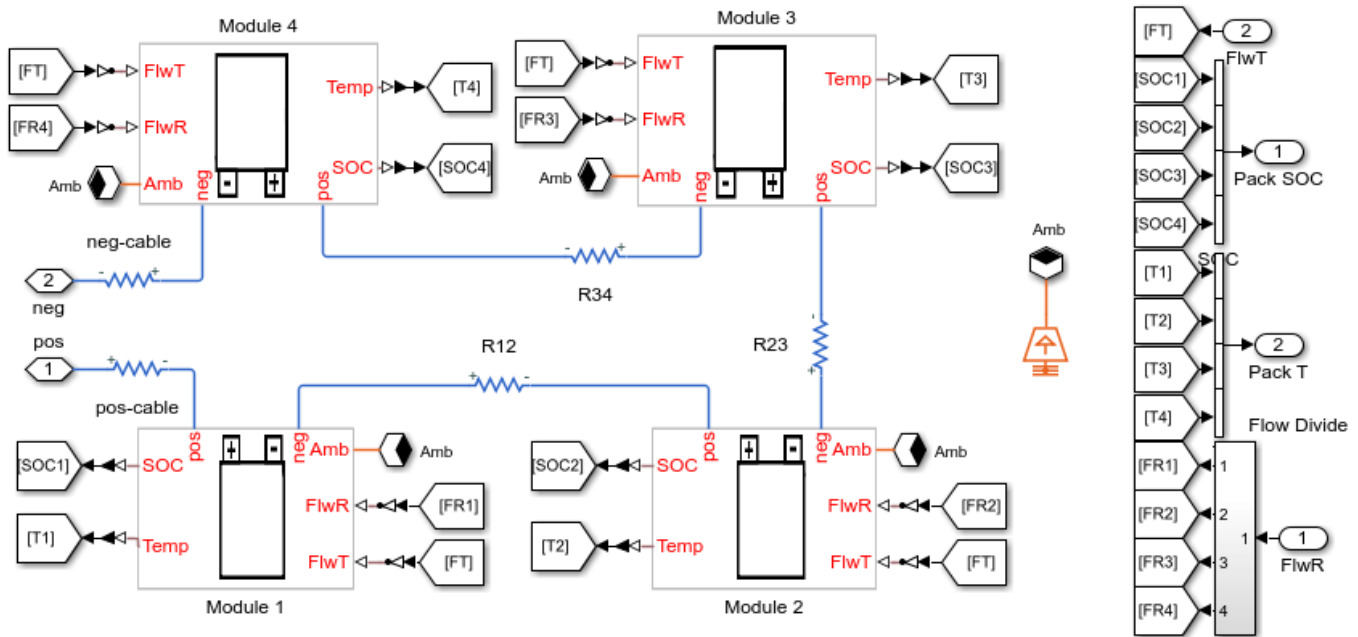 Module 4
[FT]
FlwT
[FR4]
FlwR
Amb
Amb
neg
pos
Temp
[T4]
SOC
[SOC4]
Module 3
[FT]
FlwT
[FR3]
FlwR
Amb
Amb
neg
pos
Temp
[T3]
SOC
[SOC3]
neg-cable
- +
2
neg
- +
R34
pos
1
+ -
pos-cable
R12
+ -
R23
-
+
Amb
[SOC1]
SOC
pos
neg
Amb
Amb
[T1]
Temp
FlwR
[FR1]
FlwT
[FT]
Module 1
[SOC2]
SOC
pos
neg
Amb
Amb
[T2]
Temp
FlwR
[FR2]
FlwT
[FT]
Module 2
[FT]
2
FlwT
[SOC1]
[SOC2]
[SOC3]
[SOC4]
1
Pack SOC
SOC
[T1]
[T2]
[T3]
[T4]
2
Pack T
Flow Divide
[FR1]
1
[FR2]
2
[FR3]
3
[FR4]
4
1
1
FlwR